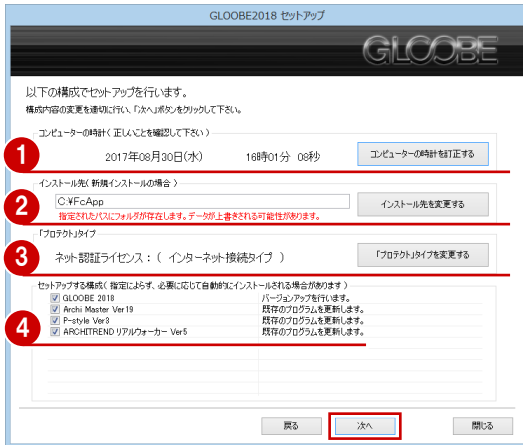 GLOOBE2018 セットアップ
GLOOBE
以下の構成でセットアップを行います。
構成内容の変更を適切に行い、「次へ」ボタンをクリックして下さい。
コンピューターの時計( 正しいことを確認して下さい )
1
2017年08月30日(水) 16時01分 08秒
コンピューターの時計を訂正する
インストール先( 新規インストールの場合 )
2
C:¥FcApp
インストール先を変更する
指定されたパスにフォルダが存在します。データが上書きされる可能性があります。
「プロテクト」タイプ
3
ネット認証ライセンス : ( インターネット接続タイプ )
「プロテクト」タイプを変更する
セットアップする構成( 指定によらず、必要に応じて自動的にインストールされる場合があります )
4
GLOOBE 2018 バージョンアップを行います。
Archi Master Ver19 既存のプログラムを更新します。
P-style Ver3 既存のプログラムを更新します。
ARCHITREND リアルウォーカー Ver5 既存のプログラムを更新します。
戻る 次へ 閉じる